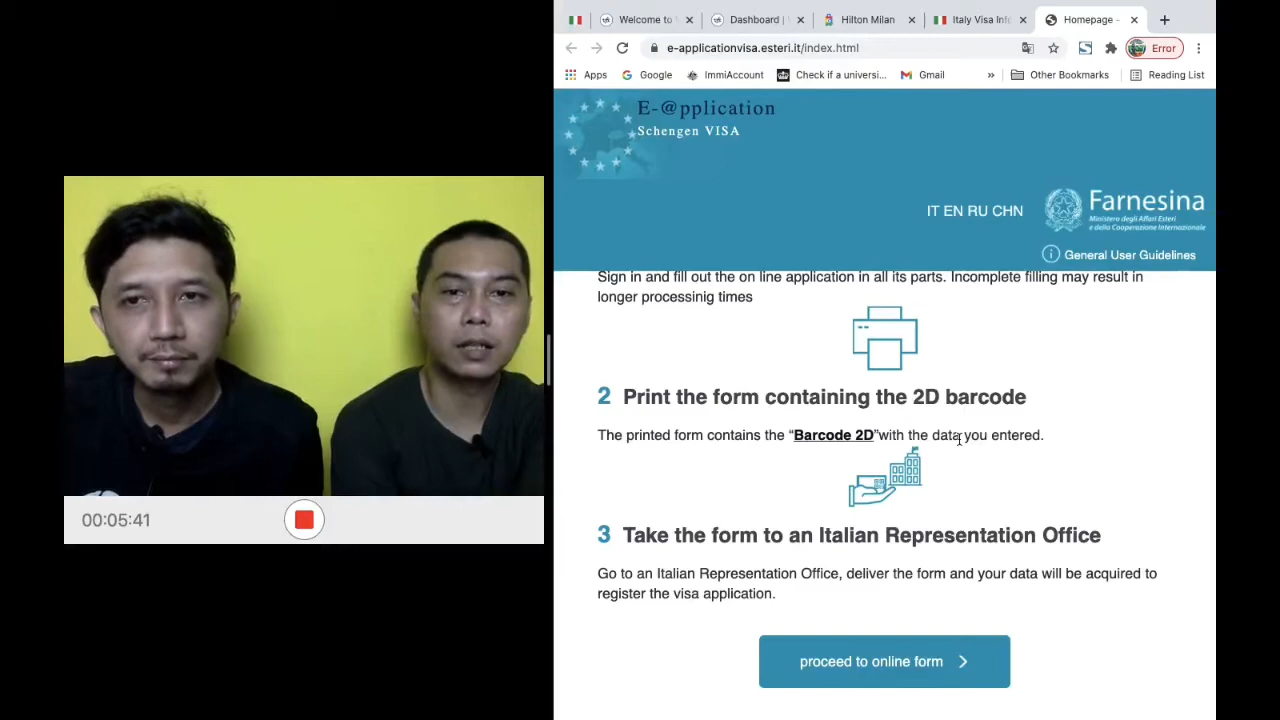 Welcome to
Dashboard |
Hilton Milan
Italy Visa Inf
Homepage -
e-applicationvisa.esteri.it/index.html
Error
Apps
Google
ImmiAccount
Check if a universi...
Gmail
»
Other Bookmarks
Reading List
E-@pplication
Schengen VISA
IT EN RU CHN
Farnesina
Ministero degli Affari Esteri
e della Cooperazione Internazionale
General User Guidelines
Sign in and fill out the on line application in all its parts. Incomplete filling may result in
longer processinig times
2 Print the form containing the 2D barcode
The printed form contains the “Barcode 2D”with the data you entered.
3 Take the form to an Italian Representation Office
Go to an Italian Representation Office, deliver the form and your data will be acquired to
register the visa application.
proceed to online form
00:05:41